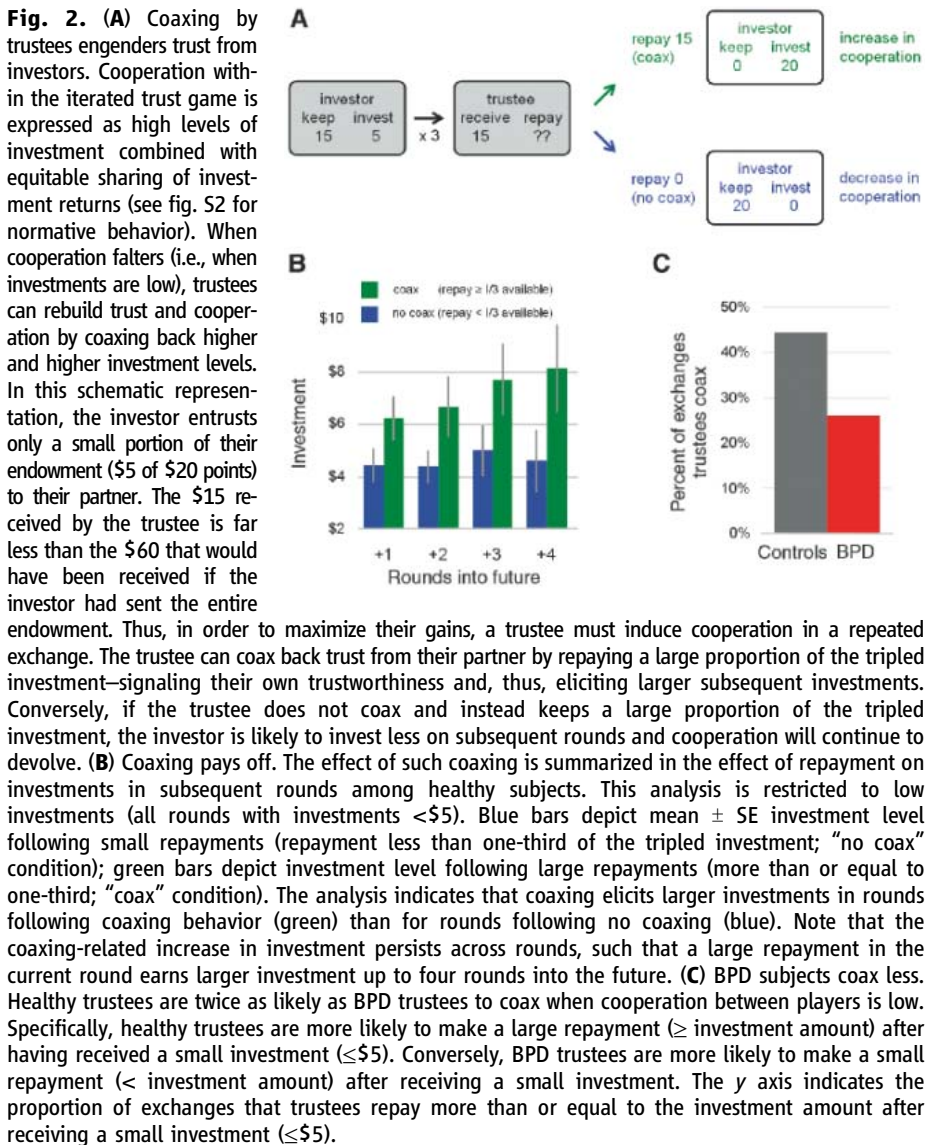 Fig. 2. (A) Coaxing by
trustees engenders trust from
investors. Cooperation with-
in the iterated trust game is
expressed as high levels of
investment combined with
equitable sharing of invest-
ment returns (see fig. S2 for
normative behavior). When
cooperation falters (i.e., when
investments are low), trustees
can rebuild trust and cooper-
ation by coaxing back higher
and higher investment levels.
In this schematic represen-
tation, the investor entrusts
only a small portion of their
endowment ($5 of $20 points)
to their partner. The $15 re-
ceived by the trustee is far
less than the $60 that would
have been received if the
investor had sent the entire
endowment. Thus, in order to maximize their gains, a trustee must induce cooperation in a repeated
exchange. The trustee can coax back trust from their partner by repaying a large proportion of the tripled
investment—signaling their own trustworthiness and, thus, eliciting larger subsequent investments.
Conversely, if the trustee does not coax and instead keeps a large proportion of the tripled
investment, the investor is likely to invest less on subsequent rounds and cooperation will continue to
devolve. (B) Coaxing pays off. The effect of such coaxing is summarized in the effect of repayment on
investments in subsequent rounds among healthy subjects. This analysis is restricted to low
investments (all rounds with investments <$5). Blue bars depict mean ± SE investment level
following small repayments (repayment less than one-third of the tripled investment; “no coax”
condition); green bars depict investment level following large repayments (more than or equal to
one-third; “coax” condition). The analysis indicates that coaxing elicits larger investments in rounds
following coaxing behavior (green) than for rounds following no coaxing (blue). Note that the
coaxing-related increase in investment persists across rounds, such that a large repayment in the
current round earns larger investment up to four rounds into the future. (C) BPD subjects coax less.
Healthy trustees are twice as likely as BPD trustees to coax when cooperation between players is low.
Specifically, healthy trustees are more likely to make a large repayment (≥ investment amount) after
having received a small investment (≤$5). Conversely, BPD trustees are more likely to make a small
repayment (< investment amount) after receiving a small investment. The y axis indicates the
proportion of exchanges that trustees repay more than or equal to the investment amount after
receiving a small investment (≤$5).
A
investor
keep invest
15 5
x 3
trustee
receive repay
15 ??
repay 15
(coax)
investor
keep invest
0 20
increase in
cooperation
repay 0
(no coax)
investor
keep invest
20 0
decrease in
cooperation
B
coax (repay ≥ 1/3 available)
no coax (repay < 1/3 available)
$10
$8
$6
$4
$2
Investment
+1 +2 +3 +4
Rounds into future
C
50%
40%
30%
20%
10%
0%
Percent of exchanges
trustees coax
Controls BPD